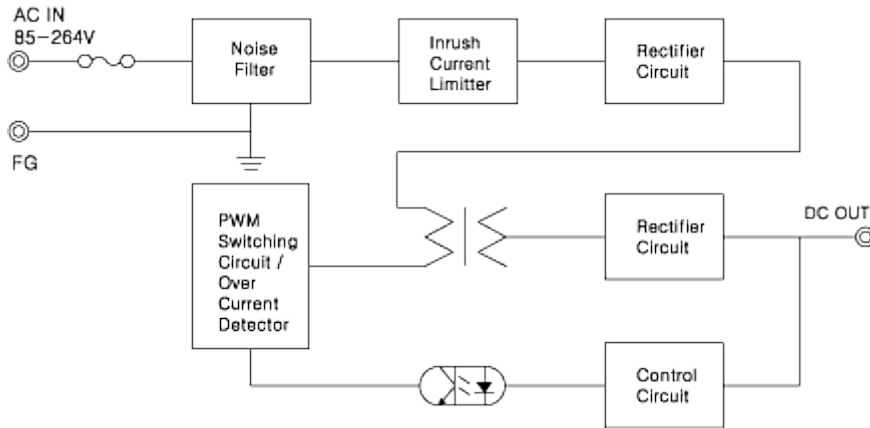 AC IN
85-264V
Noise
Filter
Inrush
Current
Limitter
Rectifier
Circuit
FG
PWM
Switching
Circuit /
Over
Current
Detector
Rectifier
Circuit
DC OUT
Control
Circuit